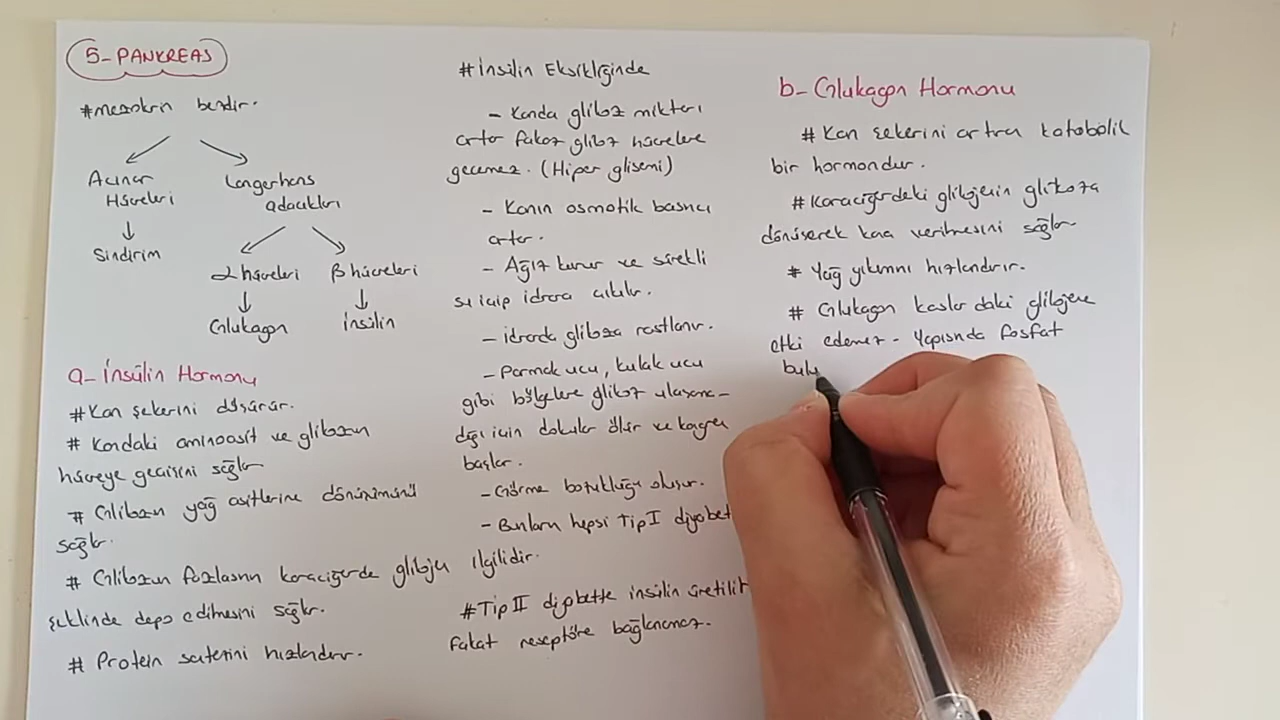 5- PANKREAS
# mezokrin bezdir.
Acınar
Hücreleri
Langerhans
adacıkları
Sindirim
α hücreleri
β hücreleri
Glukagon
İnsülin
a- İnsülin Hormonu
# Kan şekerini düşürür.
# Kandaki aminoasit ve glikozun
hücreye geçişini sağlar
# Glikozun yağ asitlerine dönüşümünü
sağlar.
# Glikozun fazlasının karaciğerde glikojen
şeklinde depo edilmesini sağlar.
# Protein sentezini hızlandırır.
# İnsilin Eksikliğinde
- Kanda glikoz miktarı
artar fakat glikoz hücrelere
geçemez. (Hiper glisemi)
- Kanın osmotik basıncı
artar.
- Ağız kurur ve sürekli
su içip idrara çıkılır.
- idrarda glikoza rastlanır.
- Parmak ucu, kulak ucu
gibi bölgelere glikoz ulaşama-
dığı için dokular ölür ve kangren
başlar.
- Görme bozukluğu oluşur.
- Bunların hepsi Tip I diyabet
ilgilidir.
# Tip II diyabette insülin üretilir
fakat reseptöre bağlanamaz.
b- Glukagon Hormonu
# Kan şekerini artıran katabolik
bir hormondur.
# Karaciğerdeki glikojenin glikoza
dönüşerek kana verilmesini sağlar
# Yağ yıkımını hızlandırır.
# Glukagon kaslardaki glikojene
etki edemez. Yapısında fosfat
bulu